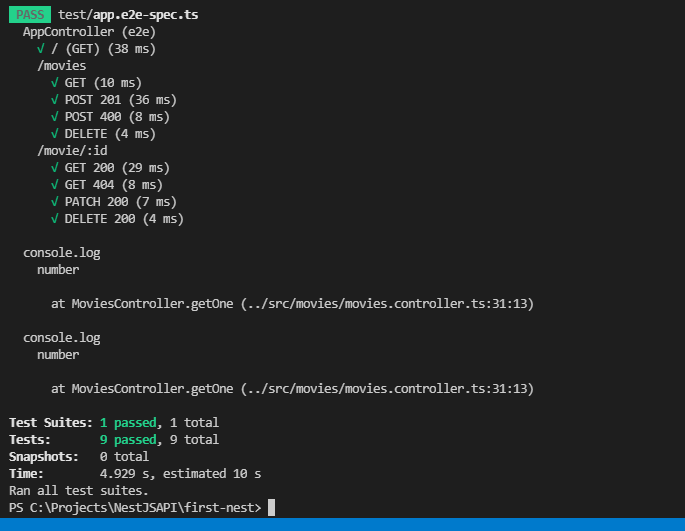 PASS test/app.e2e-spec.ts
AppController (e2e)
√ / (GET) (38 ms)
/movies
√ GET (10 ms)
√ POST 201 (36 ms)
√ POST 400 (8 ms)
√ DELETE (4 ms)
/movie/:id
√ GET 200 (29 ms)
√ GET 404 (8 ms)
√ PATCH 200 (7 ms)
√ DELETE 200 (4 ms)
console.log
number
at MoviesController.getOne (../src/movies/movies.controller.ts:31:13)
console.log
number
at MoviesController.getOne (../src/movies/movies.controller.ts:31:13)
Test Suites: 1 passed, 1 total
Tests: 9 passed, 9 total
Snapshots: 0 total
Time: 4.929 s, estimated 10 s
Ran all test suites.
PS C:\Projects\NestJSAPI\first-nest>